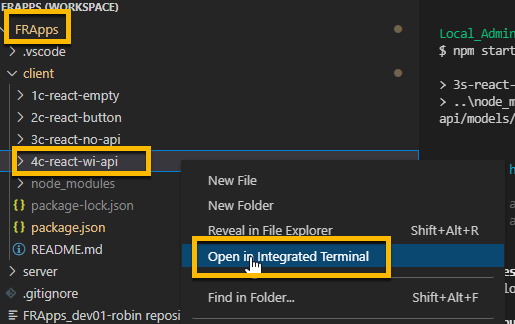 FRAPPS (WORKSPACE)
FRApps
.vscode
client
1c-react-empty
2c-react-button
3c-react-no-api
4c-react-wi-api
node_modules
package-lock.json
package.json
README.md
server
.gitignore
FRApps_dev01-robin reposi
New File
New Folder
Reveal in File Explorer Shift+Alt+R
Open in Integrated Terminal
Find in Folder... Shift+Alt+F
Local_Admin
$ npm start
> 3s-react-
> ..\node_m
api/models/